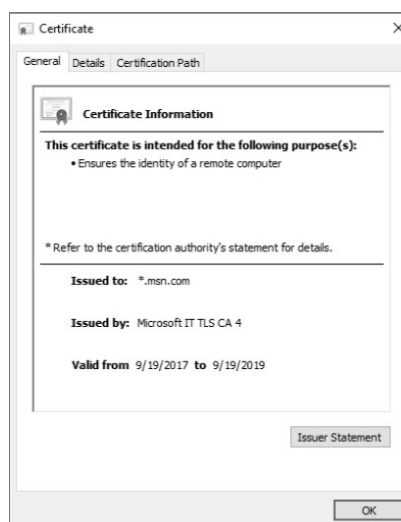 Certificate
General Details Certification Path
Certificate Information
This certificate is intended for the following purpose(s):
• Ensures the identity of a remote computer
* Refer to the certification authority's statement for details.
Issued to: *.msn.com
Issued by: Microsoft IT TLS CA 4
Valid from 9/19/2017 to 9/19/2019
Issuer Statement
OK